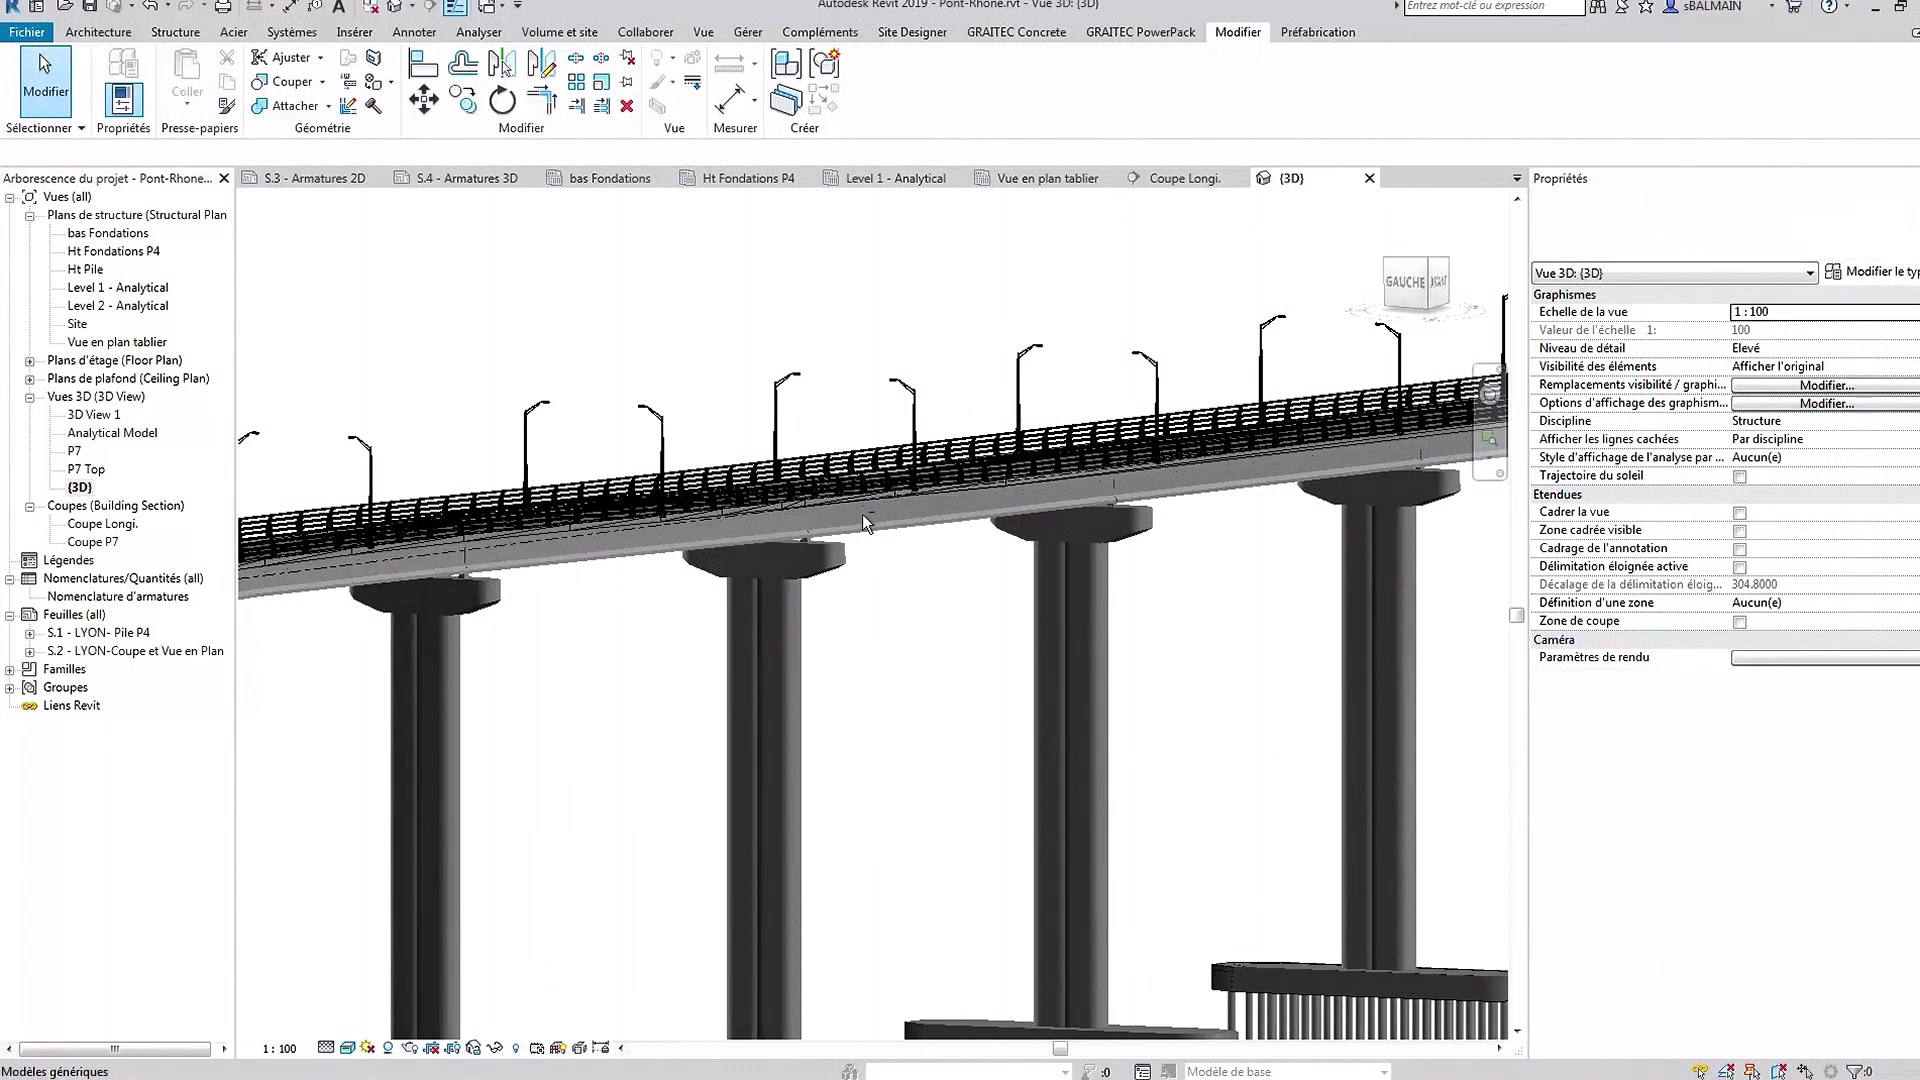 Autodesk Revit 2019 - Pont-Rhone.rvt - Vue 3D: {3D}
Entrez mot-clé ou expression
sBALMAIN
Fichier Architecture Structure Acier Systèmes Insérer Annoter Analyser Volume et site Collaborer Vue Gérer Compléments Site Designer GRAITEC Concrete GRAITEC PowerPack Modifier Préfabrication
Modifier
Coller
Ajuster
Couper
Attacher
Sélectionner Propriétés Presse-papiers Géométrie Modifier Vue Mesurer Créer
Arborescence du projet - Pont-Rhone...
S.3 - Armatures 2D S.4 - Armatures 3D bas Fondations Ht Fondations P4 Level 1 - Analytical Vue en plan tablier Coupe Longi. {3D}
Vues (all)
Plans de structure (Structural Plan
bas Fondations
Ht Fondations P4
Ht Pile
Level 1 - Analytical
Level 2 - Analytical
Site
Vue en plan tablier
Plans d'étage (Floor Plan)
Plans de plafond (Ceiling Plan)
Vues 3D (3D View)
3D View 1
Analytical Model
P7
P7 Top
{3D}
Coupes (Building Section)
Coupe Longi.
Coupe P7
Légendes
Nomenclatures/Quantités (all)
Nomenclature d'armatures
Feuilles (all)
S.1 - LYON- Pile P4
S.2 - LYON-Coupe et Vue en Plan
Familles
Groupes
Liens Revit
GAUCHE
Propriétés
Vue 3D: {3D} Modifier le typ
Graphismes
Echelle de la vue 1 : 100
Valeur de l'échelle 1: 100
Niveau de détail Elevé
Visibilité des éléments Afficher l'original
Remplacements visibilité / graphi... Modifier...
Options d'affichage des graphism... Modifier...
Discipline Structure
Afficher les lignes cachées Par discipline
Style d'affichage de l'analyse par ... Aucun(e)
Trajectoire du soleil
Etendues
Cadrer la vue
Zone cadrée visible
Cadrage de l'annotation
Délimitation éloignée active
Décalage de la délimitation éloig... 304.8000
Définition d'une zone Aucun(e)
Zone de coupe
Caméra
Paramètres de rendu
1 : 100
Modèles génériques
:0
Modèle de base
:0